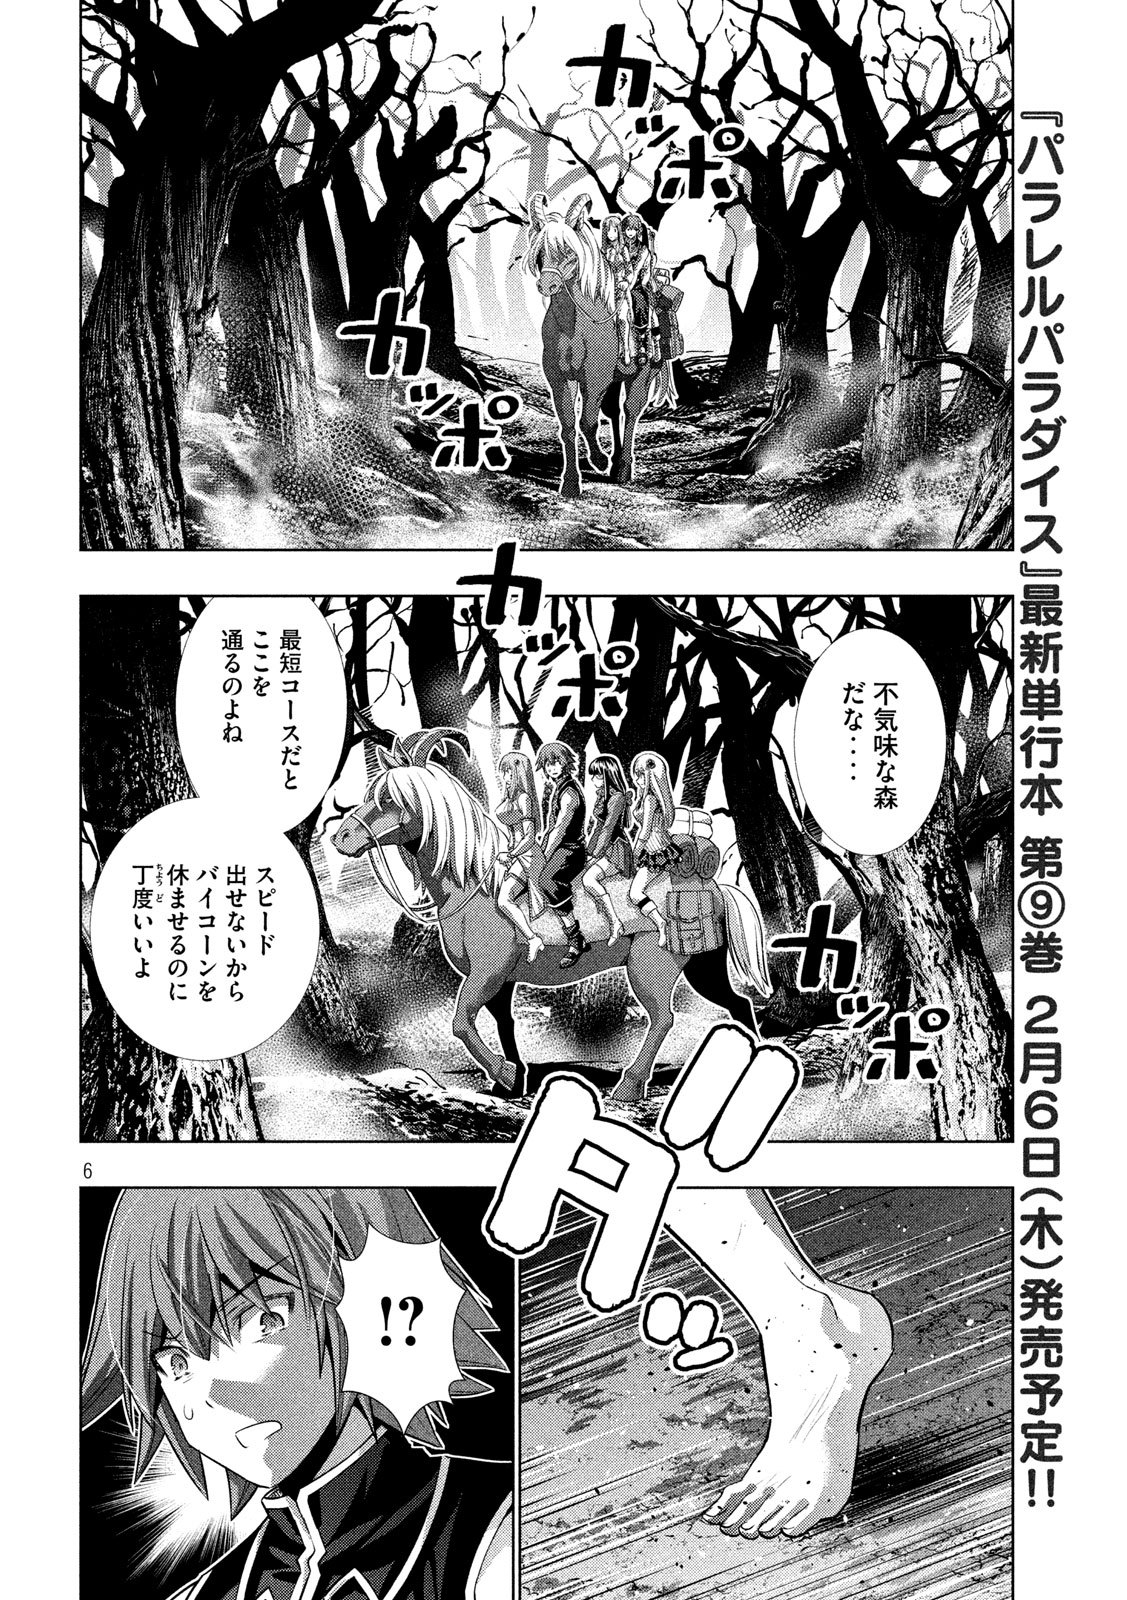 『パラレルパラダイス』最新単行本 第⑨巻 2月6日(木)発売予定!!
カッポ
カッポ
不気味な森
だな‥‥
カッポ
最短コースだと
ここを
通るのよね
スピード
出せないから
バイコーンを
休ませるのに
丁度いいよ
ちょうど
カッポ
ダ゙ッ
!?
6